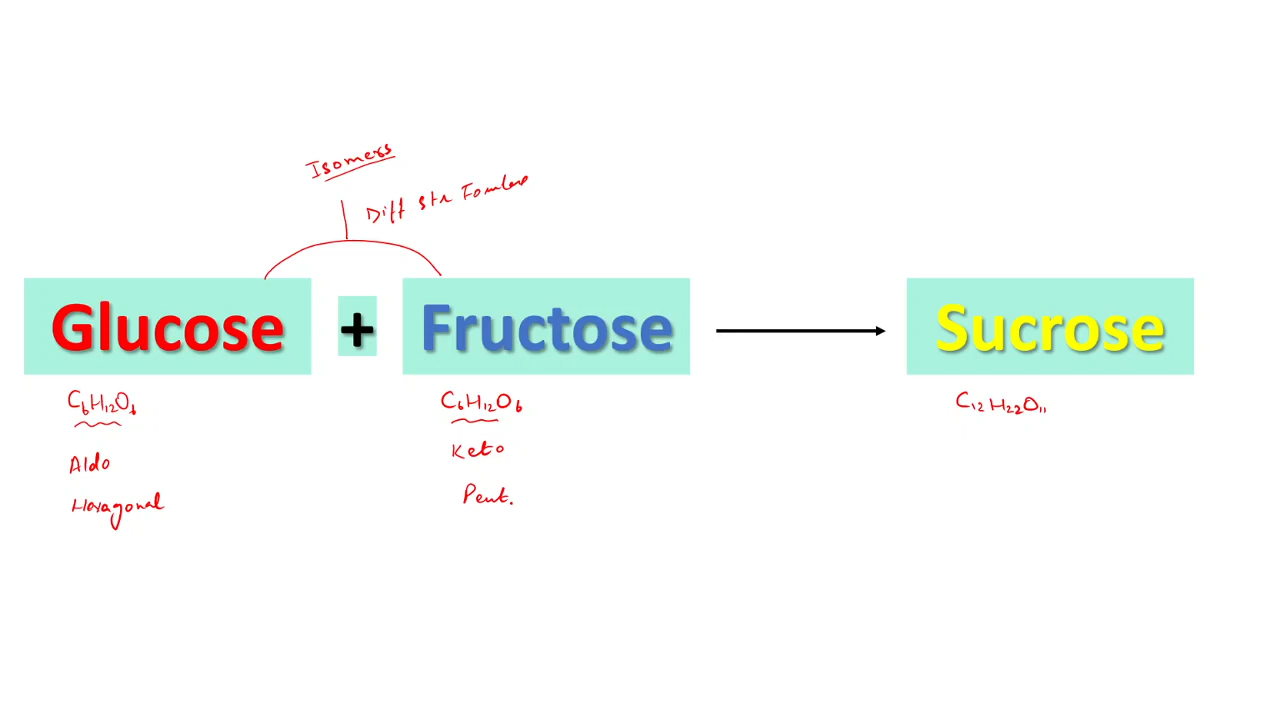 Isomers
Diff str Formulae
Glucose + Fructose Sucrose
C₆H₁₂O₆ C₆H₁₂O₆ C₁₂H₂₂O₁₁
Aldo Keto
Hexagonal Pent.